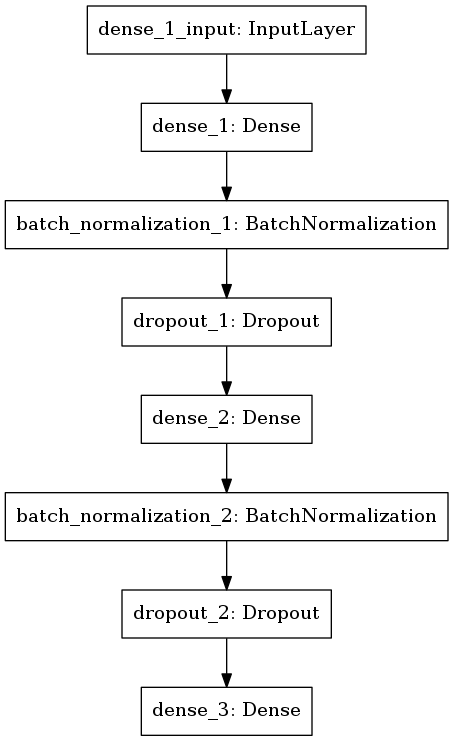 dense_1_input: InputLayer
dense_1: Dense
batch_normalization_1: BatchNormalization
dropout_1: Dropout
dense_2: Dense
batch_normalization_2: BatchNormalization
dropout_2: Dropout
dense_3: Dense